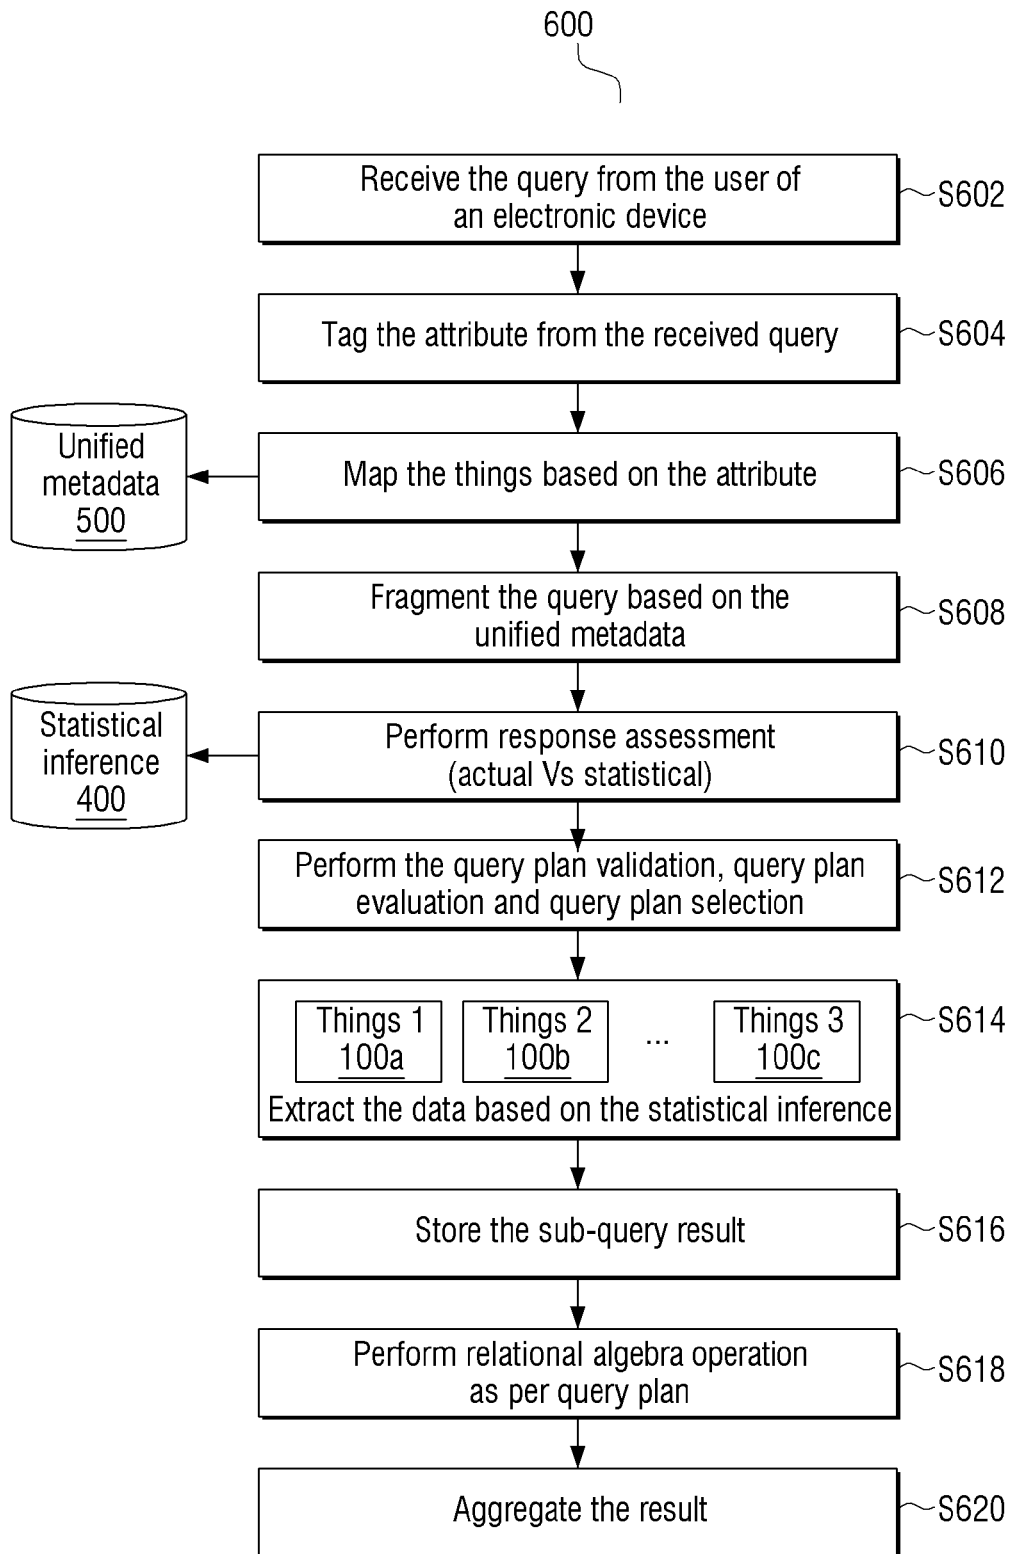 600
Receive the query from the user of
an electronic device
S602
Tag the attribute from the received query
S604
Unified
metadata
500
Map the things based on the attribute
S606
Fragment the query based on the
unified metadata
S608
Statistical
inference
400
Perform response assessment
(actual Vs statistical)
S610
Perform the query plan validation, query plan
evaluation and query plan selection
S612
Things 1
100a
Things 2
100b
...
Things 3
100c
Extract the data based on the statistical inference
S614
Store the sub-query result
S616
Perform relational algebra operation
as per query plan
S618
Aggregate the result
S620